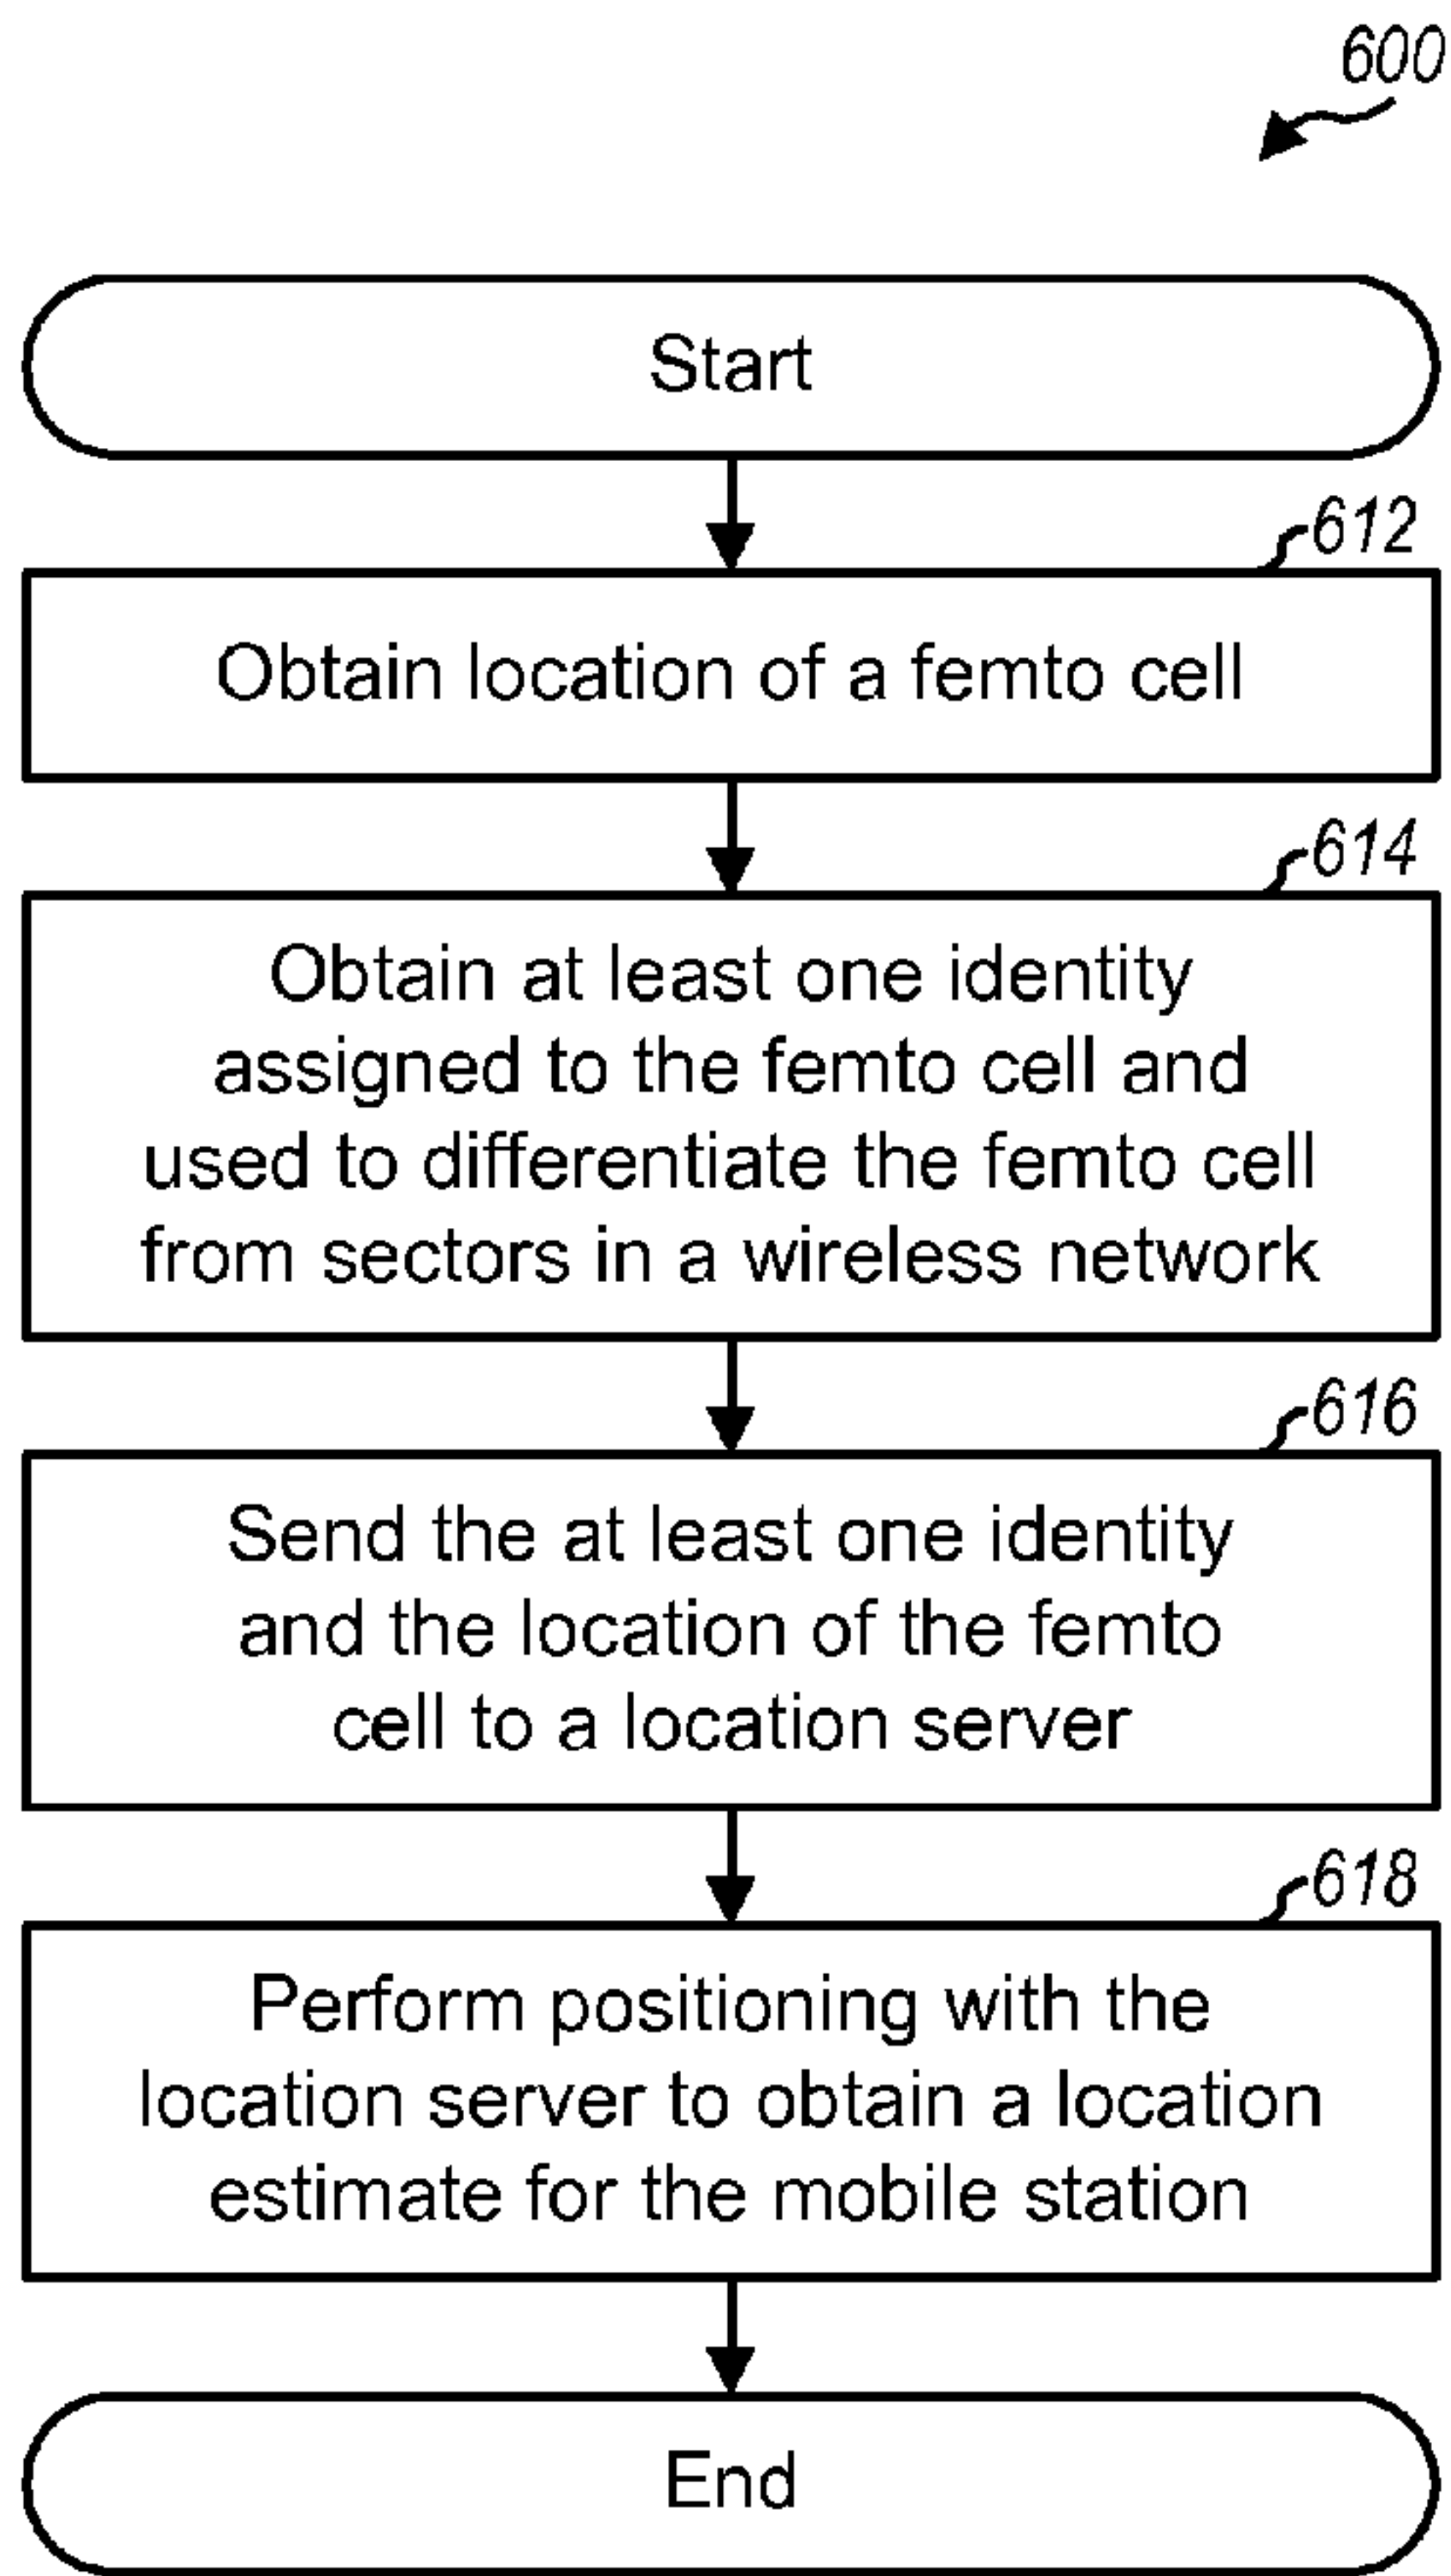 600
Start
612
Obtain location of a femto cell
614
Obtain at least one identity
assigned to the femto cell and
used to differentiate the femto cell
from sectors in a wireless network
616
Send the at least one identity
and the location of the femto
cell to a location server
618
Perform positioning with the
location server to obtain a location
estimate for the mobile station
End